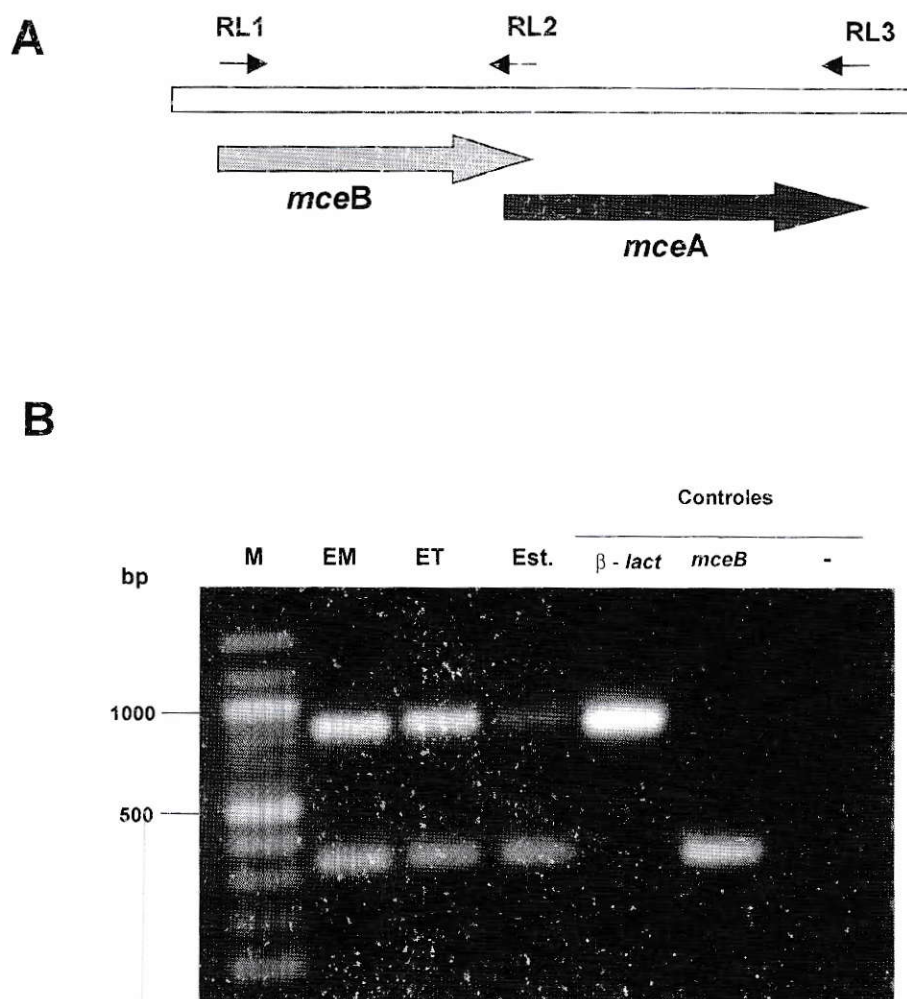 A
RL1 RL2 RL3
mceB
mceA
B
Controles
M EM ET Est. β - lact mceB -
bp
1000
500